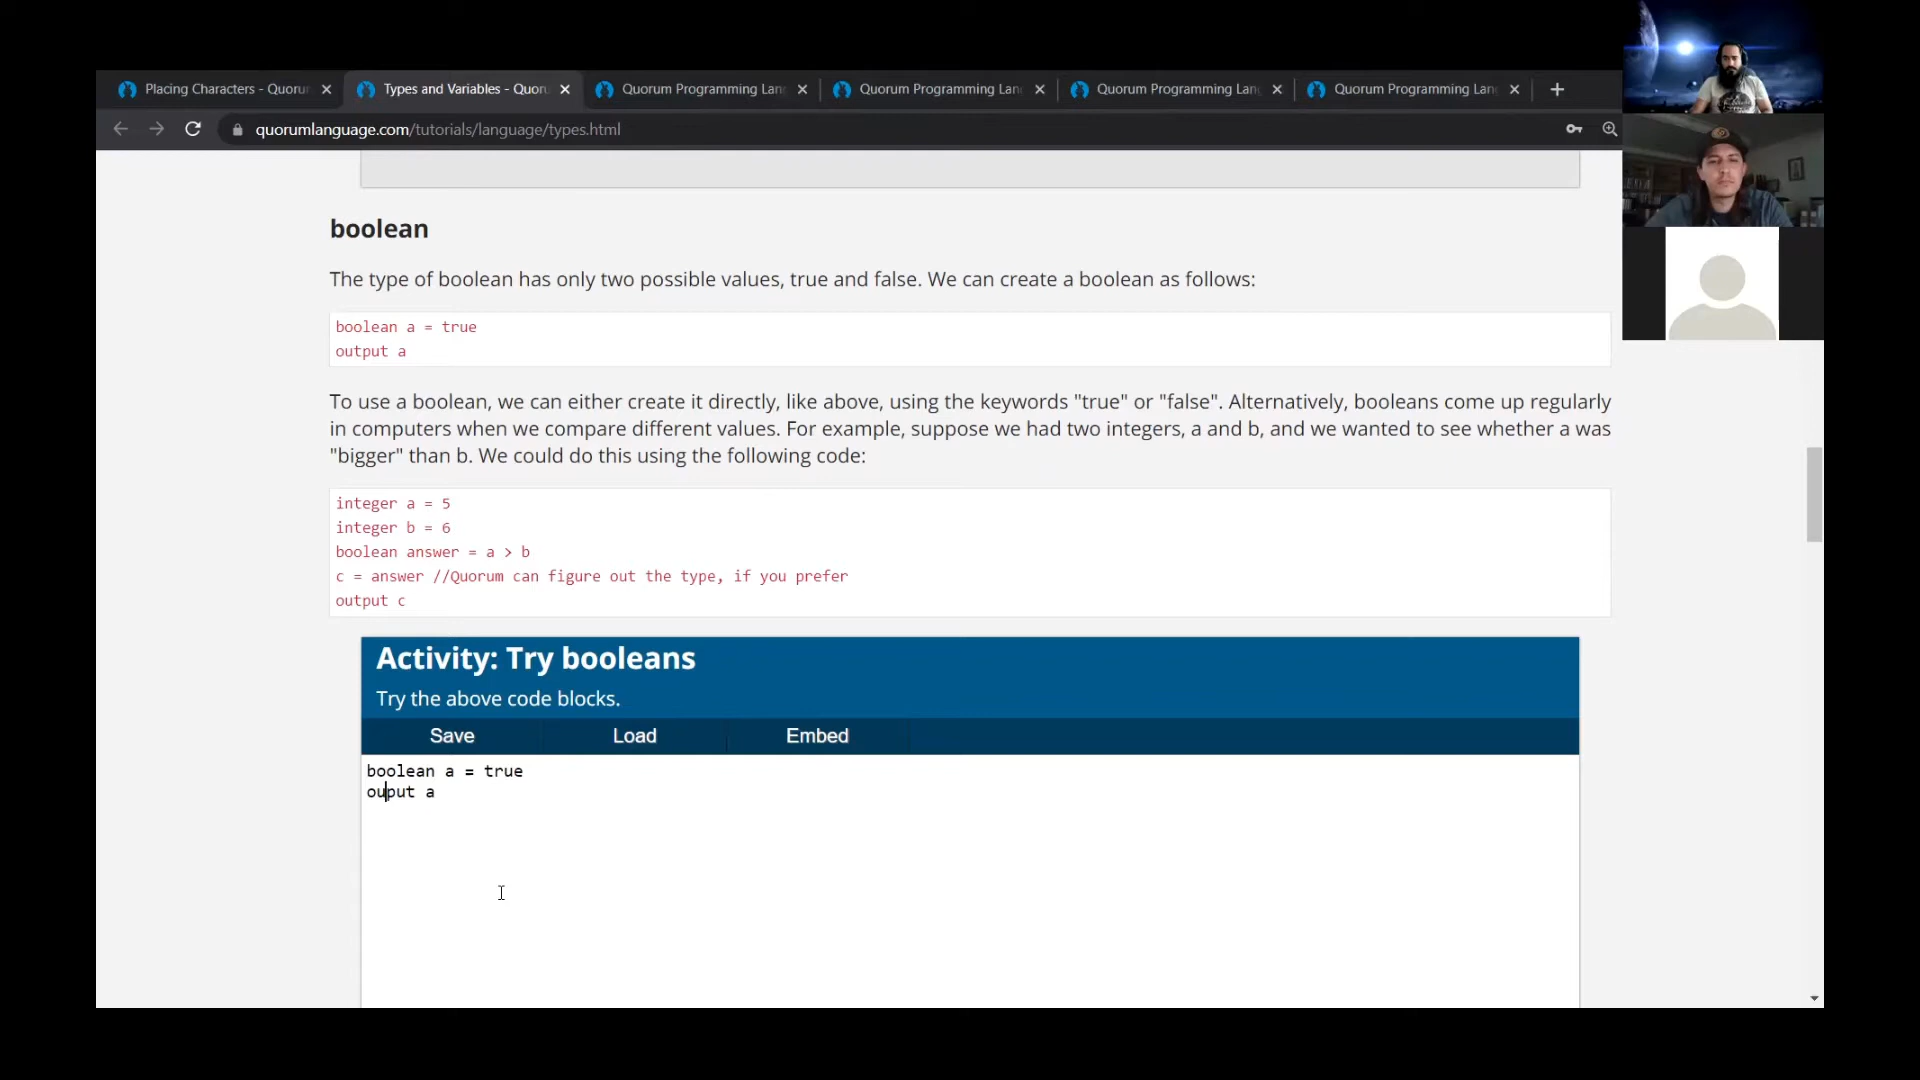 Placing Characters - Quorum
Types and Variables - Quoru
Quorum Programming Lan
Quorum Programming Lan
Quorum Programming Lan
Quorum Programming Lan
quorumlanguage.com/tutorials/language/types.html
boolean
The type of boolean has only two possible values, true and false. We can create a boolean as follows:
boolean a = true
output a
To use a boolean, we can either create it directly, like above, using the keywords "true" or "false". Alternatively, booleans come up regularly
in computers when we compare different values. For example, suppose we had two integers, a and b, and we wanted to see whether a was
"bigger" than b. We could do this using the following code:
integer a = 5
integer b = 6
boolean answer = a > b
c = answer //Quorum can figure out the type, if you prefer
output c
Activity: Try booleans
Try the above code blocks.
Save
Load
Embed
boolean a = true
ouput a